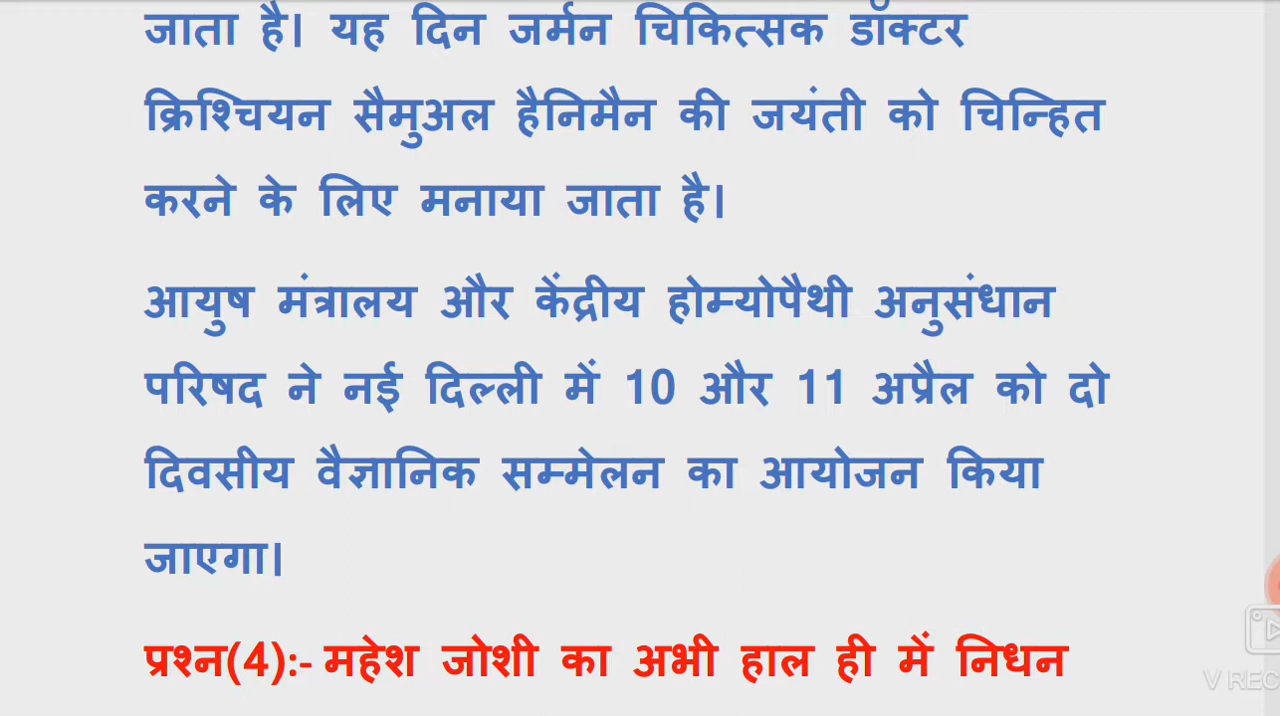 जाता है। यह दिन जर्मन चिकित्सक डॉक्टर
क्रिश्चियन सैमुअल हैनिमैन की जयंती को चिन्हित
करने के लिए मनाया जाता है।
आयुष मंत्रालय और केंद्रीय होम्योपैथी अनुसंधान
परिषद ने नई दिल्ली में 10 और 11 अप्रैल को दो
दिवसीय वैज्ञानिक सम्मेलन का आयोजन किया
जाएगा।
प्रश्न(4):- महेश जोशी का अभी हाल ही में निधन
V REC